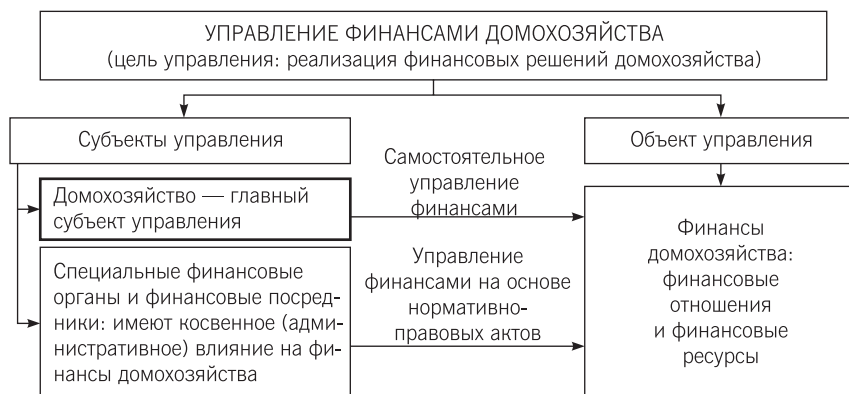 УПРАВЛЕНИЕ ФИНАНСАМИ ДОМОХОЗЯЙСТВА
(цель управления: реализация финансовых решений домохозяйства)
Субъекты управления
Объект управления
Домохозяйство — главный
субъект управления
Самостоятельное
управление
финансами
Специальные финансовые
органы и финансовые посред-
ники: имеют косвенное (адми-
нистративное) влияние на фи-
нансы домохозяйства
Управление
финансами на основе
нормативно-
правовых актов
Финансы
домохозяйства:
финансовые
отношения
и финансовые
ресурсы